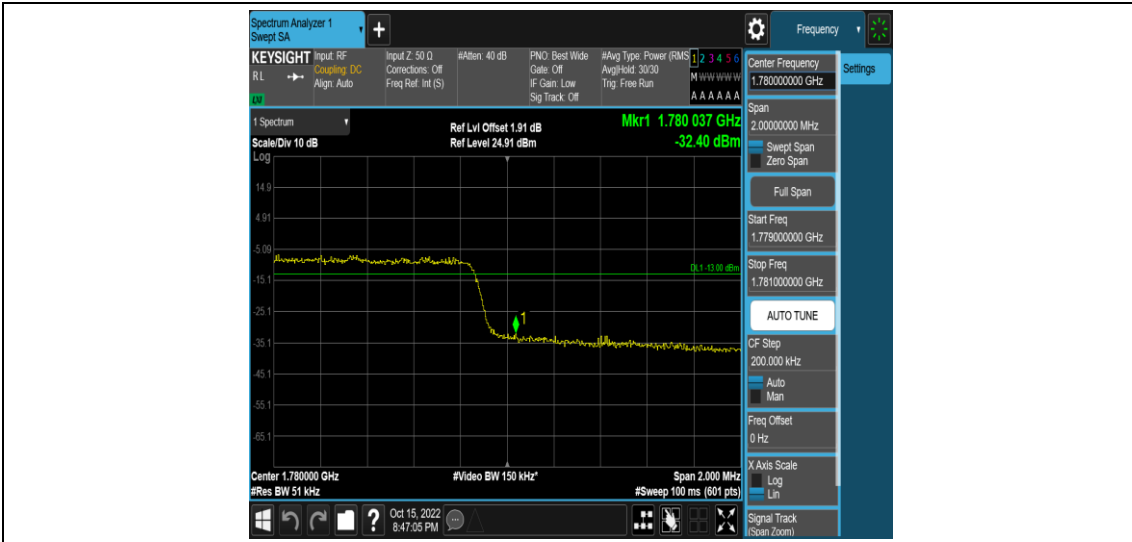 Spectrum Analyzer 1
Swept SA
+
Frequency
KEYSIGHT
RL
LXI
Input: RF
Coupling: DC
Align: Auto
Input Z: 50 Ω
Corrections: Off
Freq Ref: Int (S)
#Atten: 40 dB
PNO: Best Wide
Gate: Off
IF Gain: Low
Sig Track: Off
#Avg Type: Power (RMS
Avg|Hold: 30/30
Trig: Free Run
1 2 3 4 5 6
M W W W W W
A A A A A A
1 Spectrum
Scale/Div 10 dB
Log
Ref Lvl Offset 1.91 dB
Ref Level 24.91 dBm
Mkr1 1.780 037 GHz
-32.40 dBm
14.9
4.91
-5.09
-15.1
-25.1
-35.1
-45.1
-55.1
-65.1
DL1 -13.00 dBm
1
Center 1.780000 GHz
#Res BW 51 kHz
#Video BW 150 kHz*
Span 2.000 MHz
#Sweep 100 ms (601 pts)
Center Frequency
1.780000000 GHz
Settings
Span
2.00000000 MHz
Swept Span
Zero Span
Full Span
Start Freq
1.779000000 GHz
Stop Freq
1.781000000 GHz
AUTO TUNE
CF Step
200.000 kHz
Auto
Man
Freq Offset
0 Hz
X Axis Scale
Log
Lin
Signal Track
(Span Zoom)
?
Oct 15, 2022
8:47:05 PM